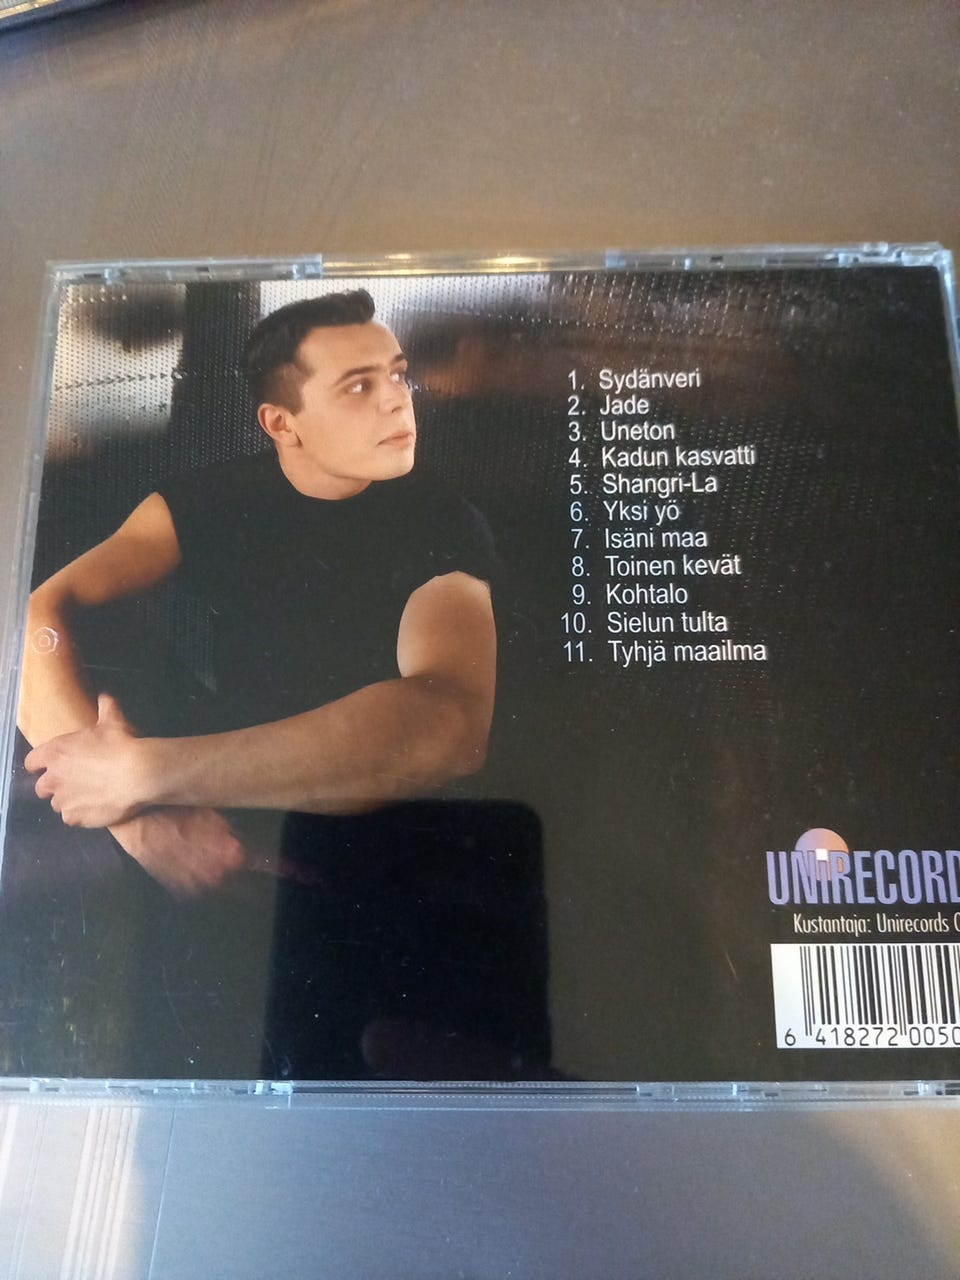 1. Sydänveri
2. Jade
3. Uneton
4. Kadun kasvatti
5. Shangri-La
6. Yksi yö
7. Isäni maa
8. Toinen kevät
9. Kohtalo
10. Sielun tulta
11. Tyhjä maailma
UNiRECORD
Kustantaja: Unirecords
6 418272 0050